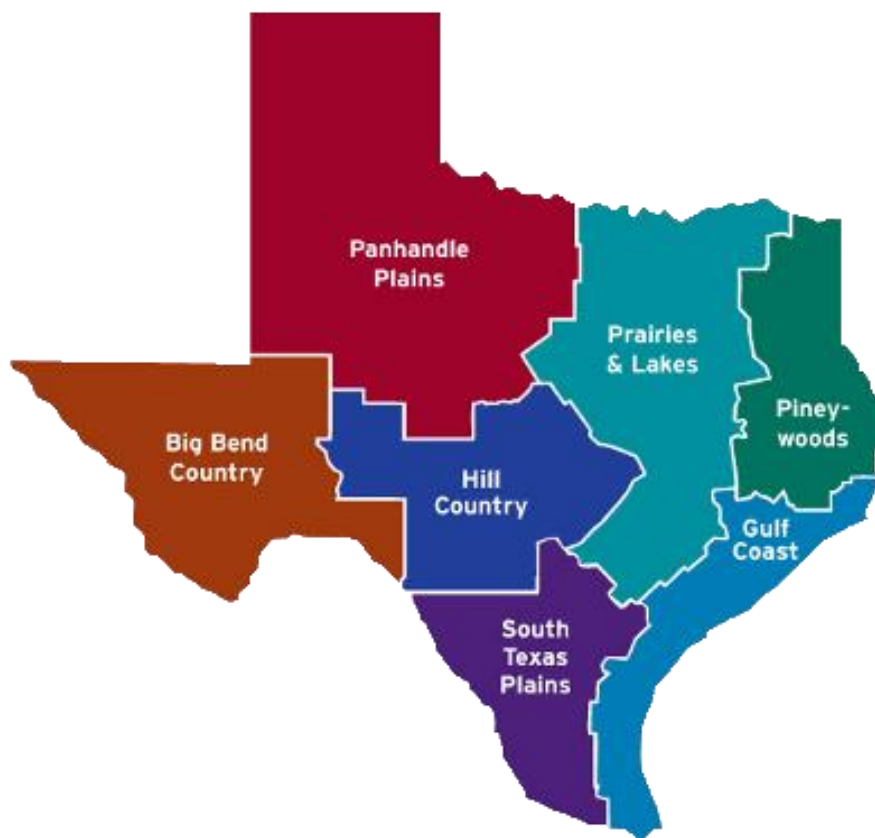 Panhandle
Plains
Prairies
& Lakes
Piney-
woods
Big Bend
Country
Hill
Country
Gulf
Coast
South
Texas
Plains